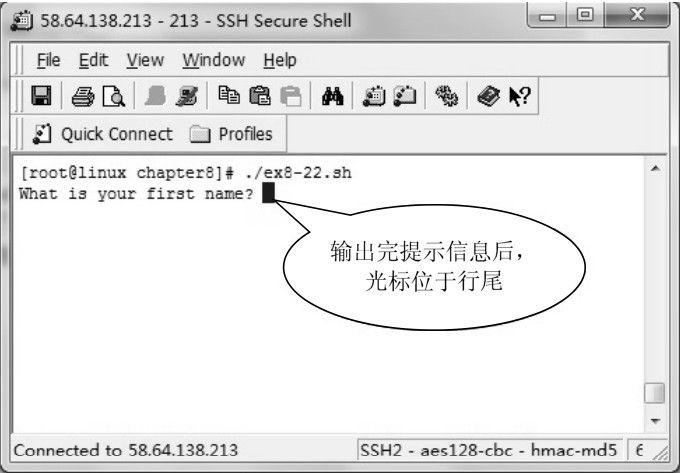 58.64.138.213 - 213 - SSH Secure Shell
File Edit View Window Help
Quick Connect Profiles
[root@linux chapter8]# ./ex8-22.sh
What is your first name?
输出完提示信息后，
光标位于行尾
Connected to 58.64.138.213 SSH2 - aes128-cbc - hmac-md5 6